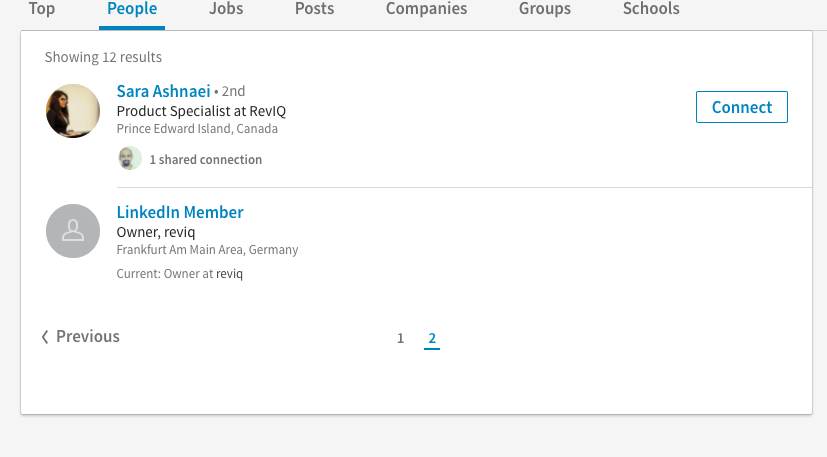 Top People Jobs Posts Companies Groups Schools
Showing 12 results
Sara Ashnaei • 2nd
Product Specialist at RevIQ
Connect
Prince Edward Island, Canada
1 shared connection
LinkedIn Member
Owner, reviq
Frankfurt Am Main Area, Germany
Current: Owner at reviq
Previous 1 2